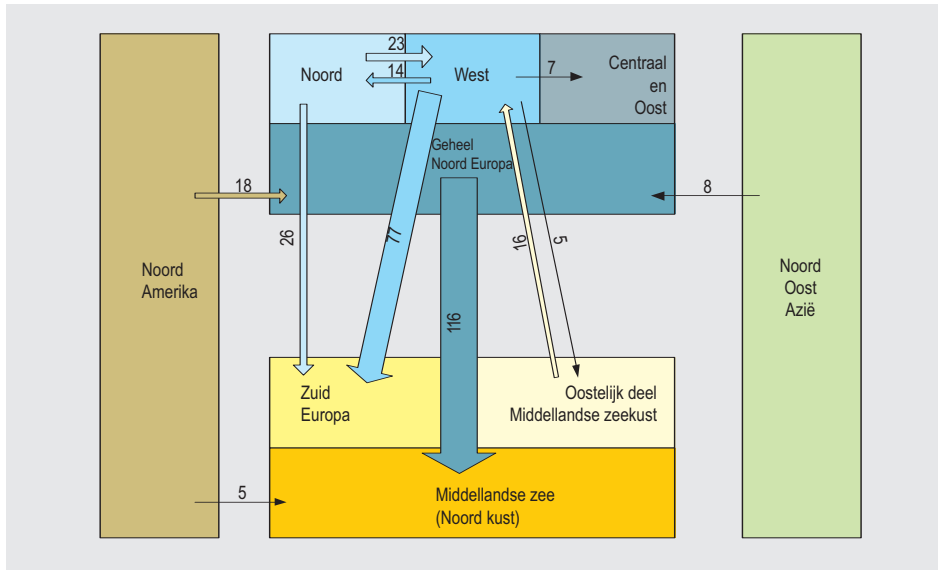 23
Noord
14
West
7
Centraal
en
Oost
Geheel
Noord Europa
18
8
26
77
16
5
116
Noord
Amerika
Noord
Oost
Azië
Zuid
Europa
Oostelijk deel
Middellandse zeekust
5
Middellandse zee
(Noord kust)